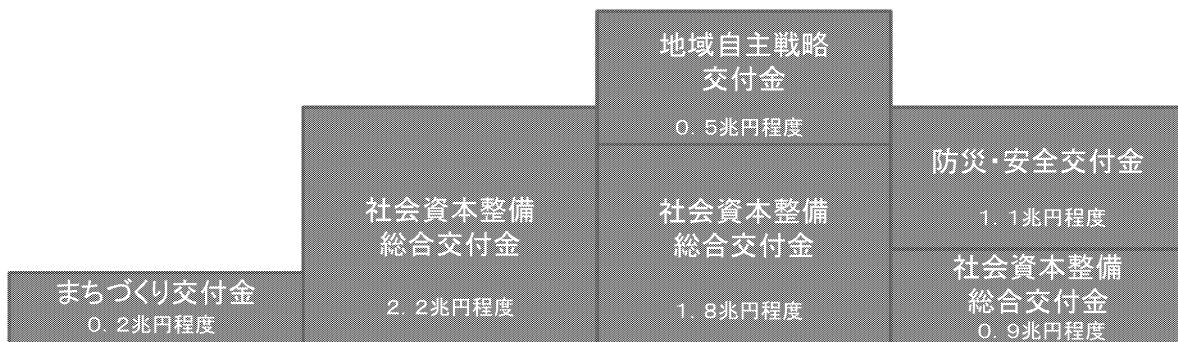 まちづくり交付金
0.2兆円程度
社会資本整備
総合交付金
2.2兆円程度
地域自主戦略
交付金
0.5兆円程度
社会資本整備
総合交付金
1.8兆円程度
防災・安全交付金
1.1兆円程度
社会資本整備
総合交付金
0.9兆円程度